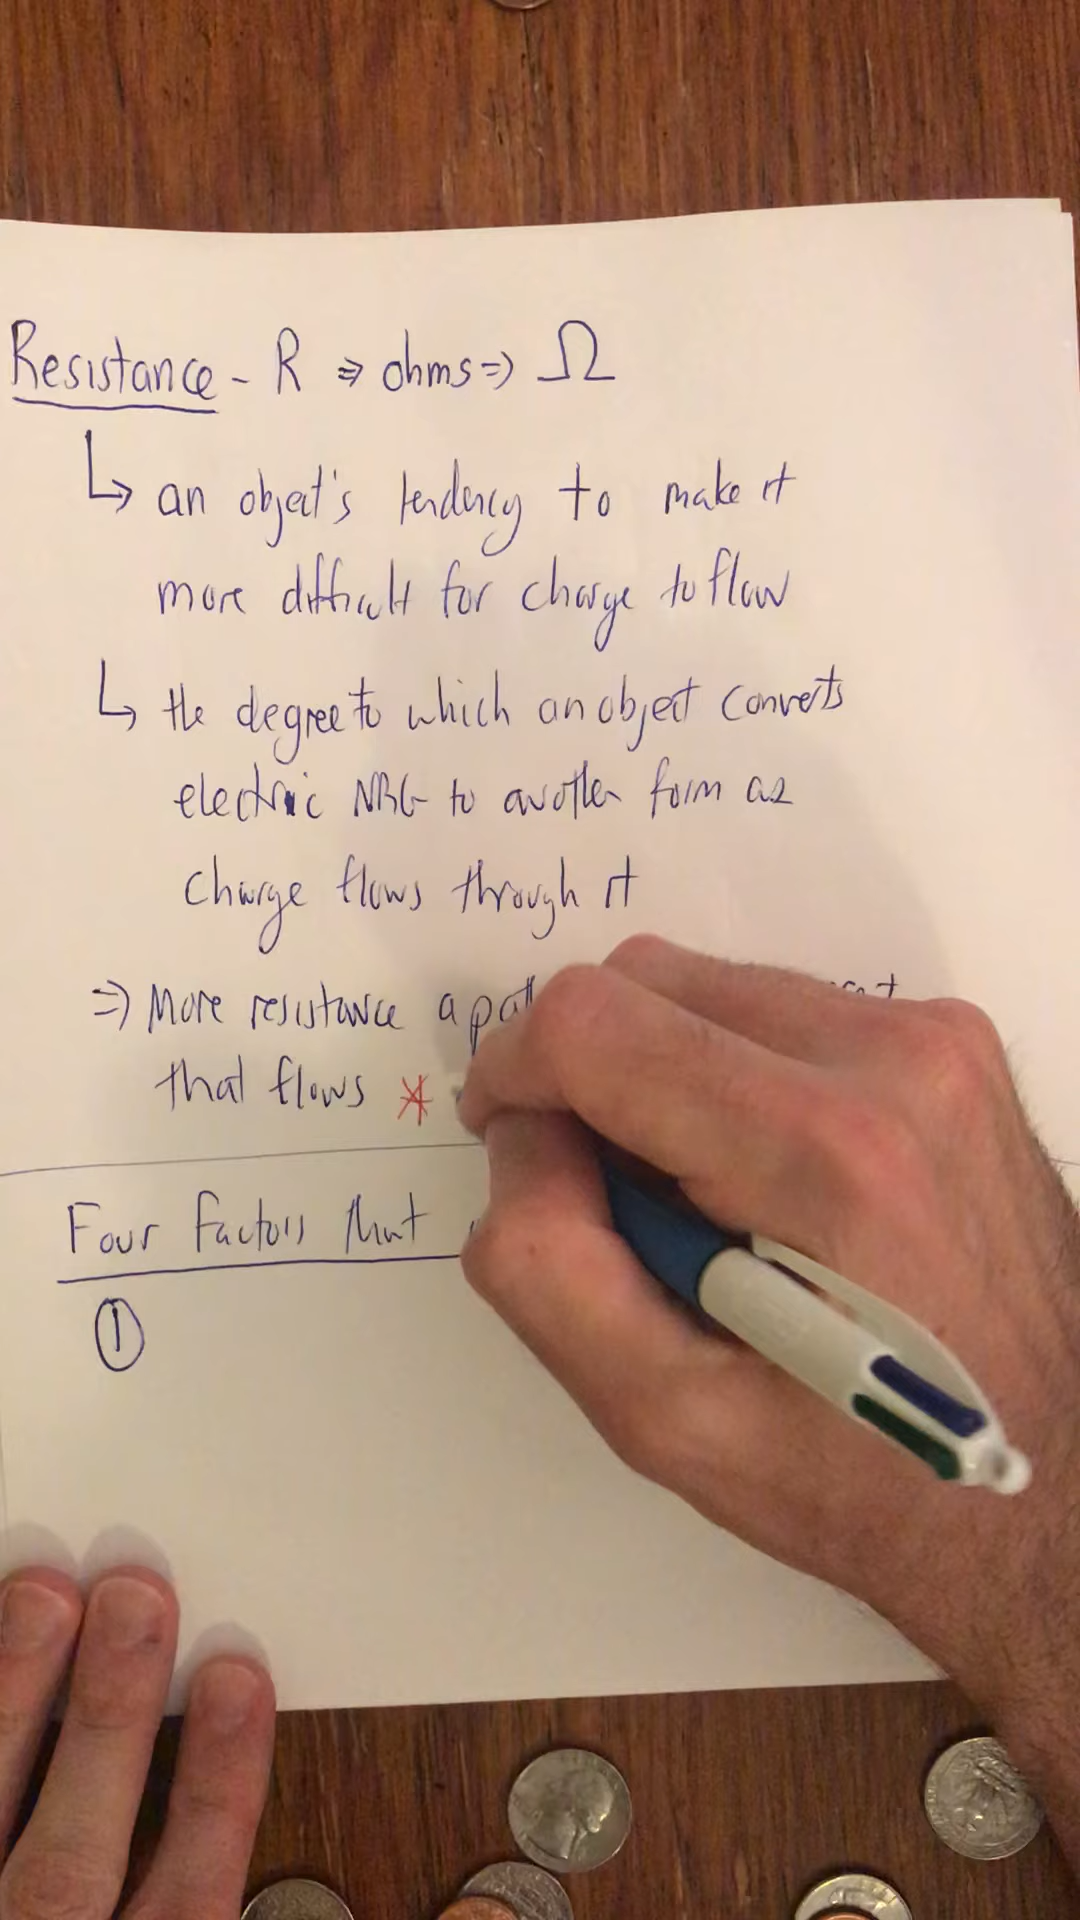 Resistance - R => ohms => Ω
↳ an object's tendency to make it
more difficult for charge to flow
↳ the degree to which an object converts
electric NRG to another form as
charge flows through it
=> More resistance a
that flows *
Four Factors that
①